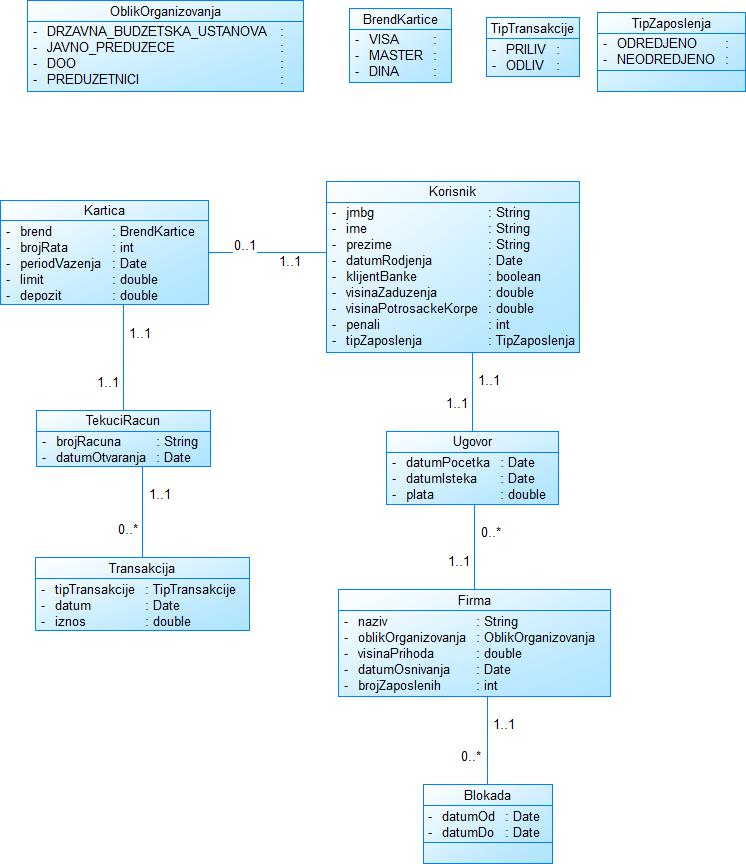 OblikOrganizovanja
- DRZAVNA_BUDZETSKA_USTANOVA :
- JAVNO_PREDUZECE :
- DOO :
- PREDUZETNICI :
BrendKartice
- VISA :
- MASTER :
- DINA :
TipTransakcije
- PRILIV :
- ODLIV :
TipZaposlenja
- ODREDJENO :
- NEODREDJENO :
Kartica
- brend : BrendKartice
- brojRata : int
- periodVazenja : Date
- limit : double
- depozit : double
0..1
1..1
Korisnik
- jmbg : String
- ime : String
- prezime : String
- datumRodjenja : Date
- klijentBanke : boolean
- visinaZaduzenja : double
- visinaPotrosackeKorpe : double
- penali : int
- tipZaposlenja : TipZaposlenja
1..1
1..1
TekuciRacun
- brojRacuna : String
- datumOtvaranja : Date
1..1
0..*
Transakcija
- tipTransakcije : TipTransakcije
- datum : Date
- iznos : double
1..1
1..1
Ugovor
- datumPocetka : Date
- datumIsteka : Date
- plata : double
0..*
1..1
Firma
- naziv : String
- oblikOrganizovanja : OblikOrganizovanja
- visinaPrihoda : double
- datumOsnivanja : Date
- brojZaposlenih : int
1..1
0..*
Blokada
- datumOd : Date
- datumDo : Date